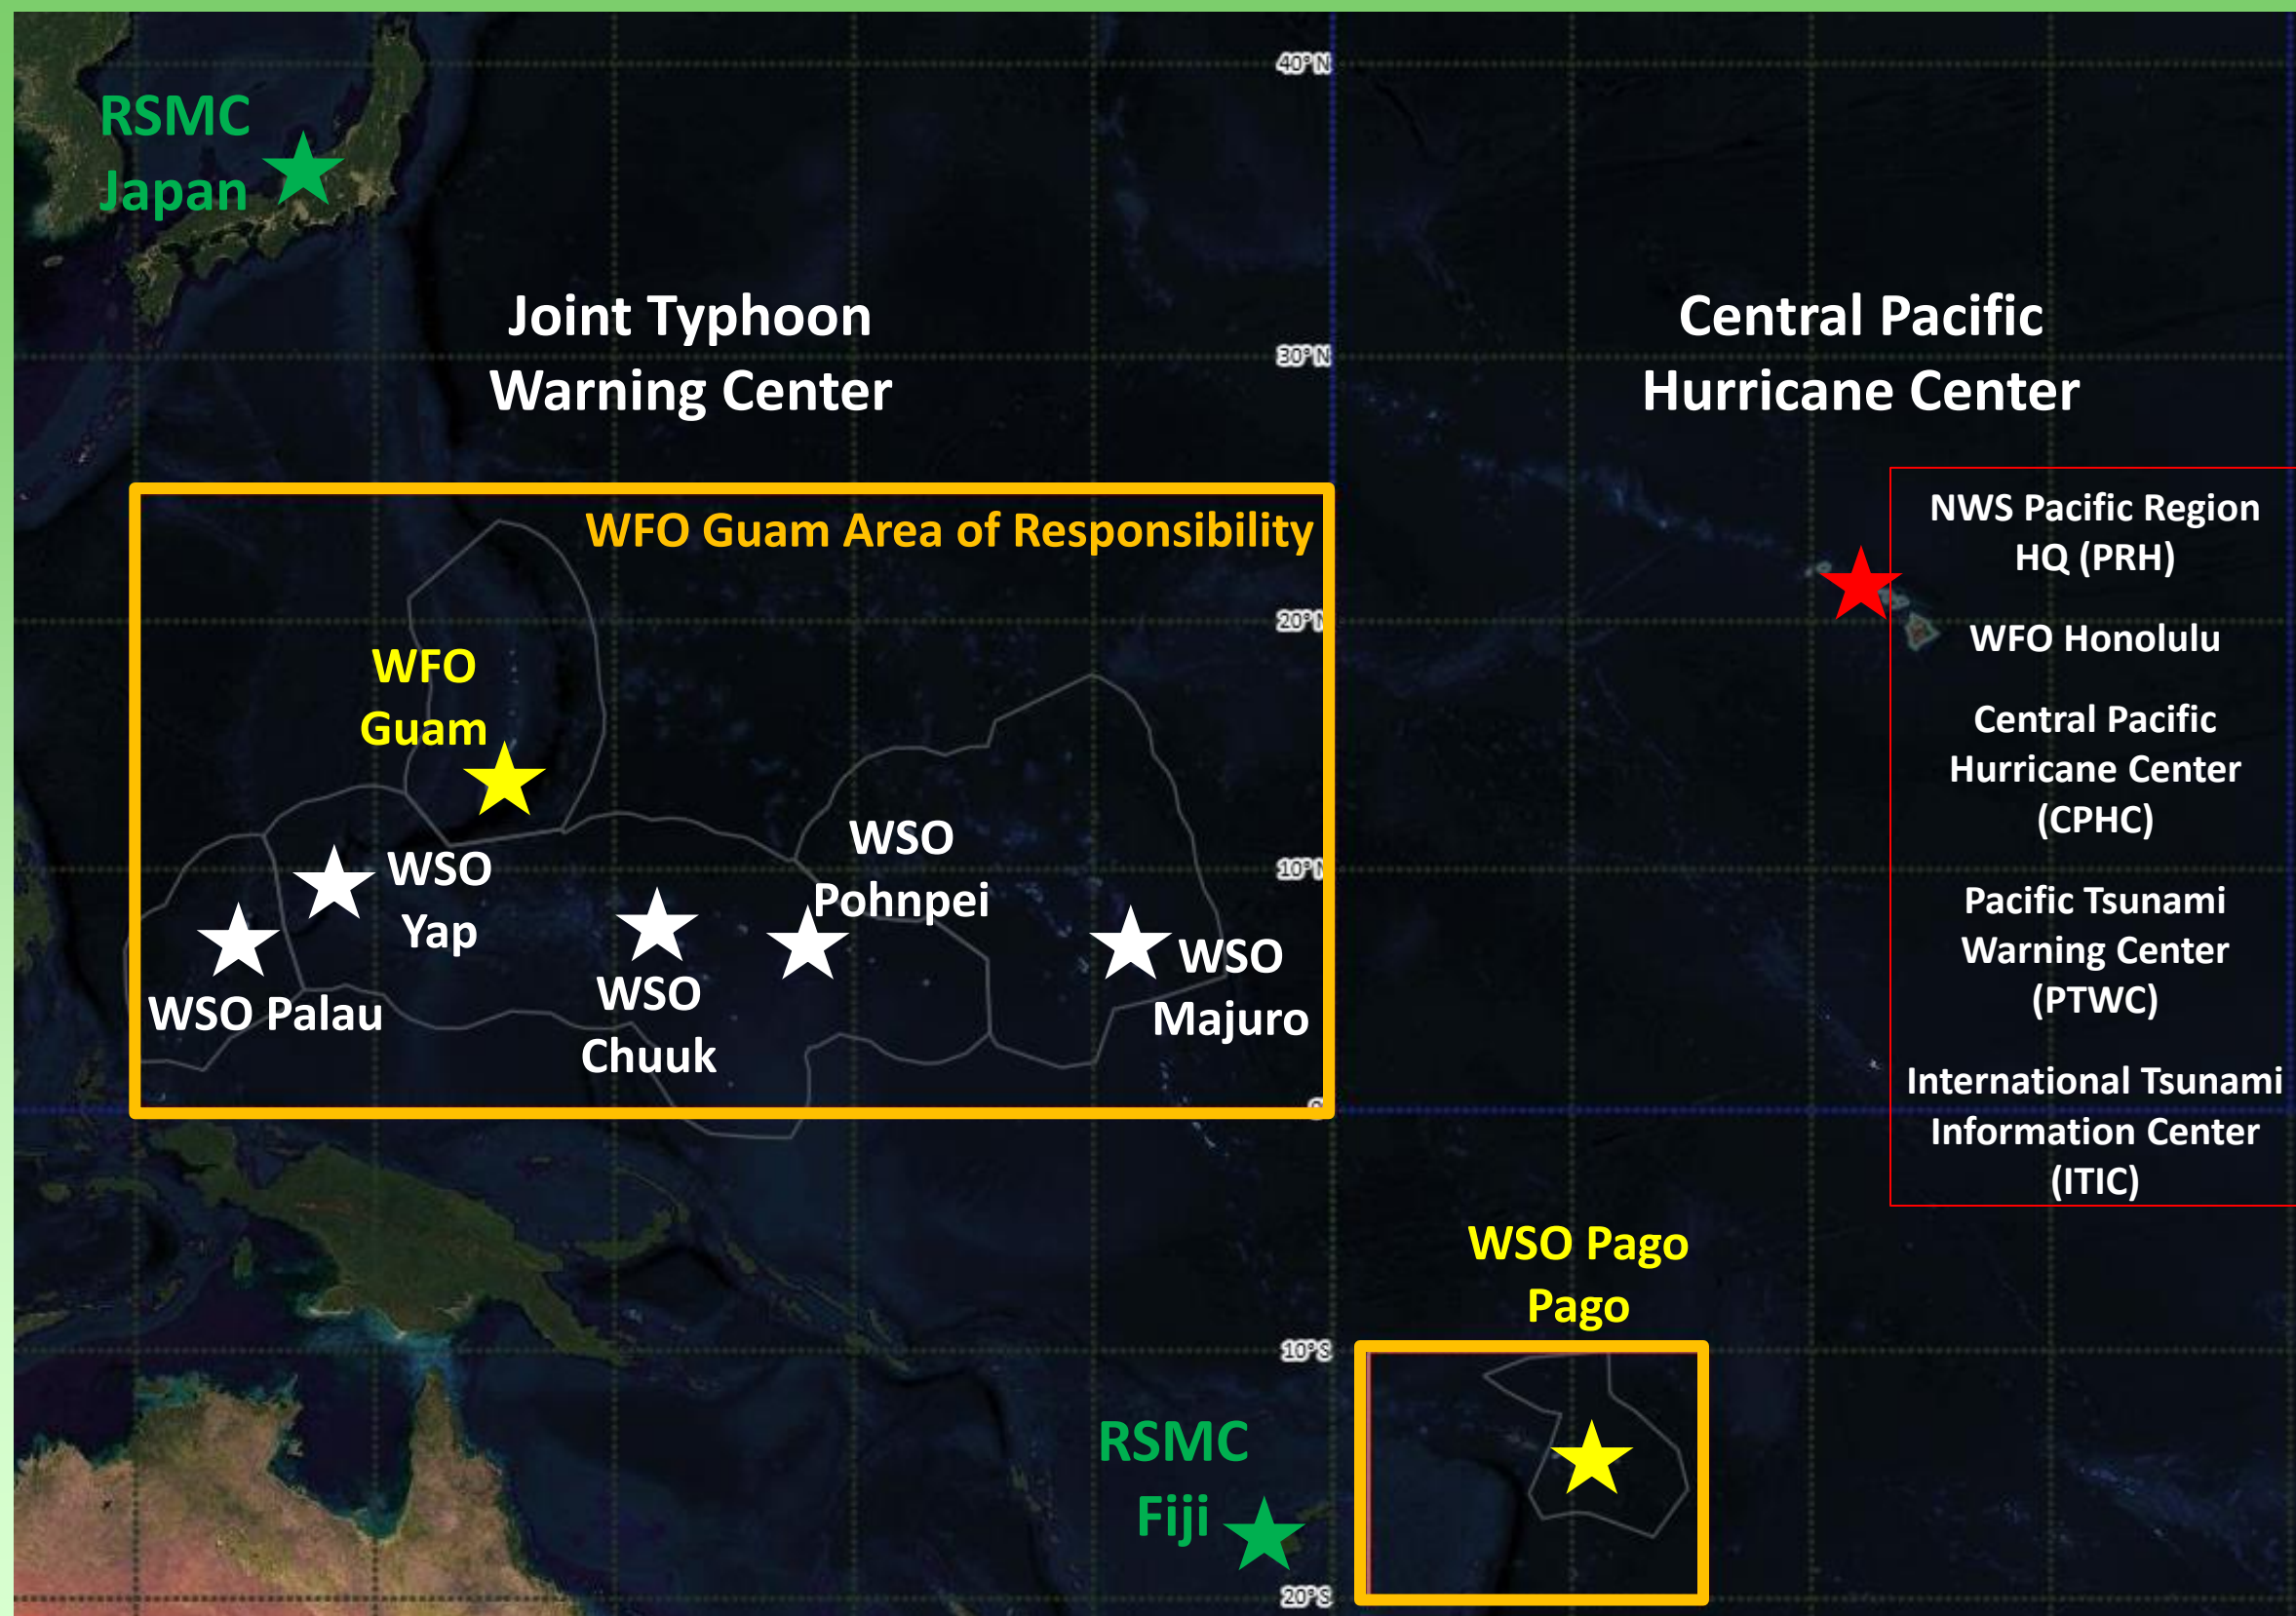 40°N
RSMC
Japan
Joint Typhoon
Warning Center
Central Pacific
Hurricane Center
30°N
WFO Guam Area of Responsibility
NWS Pacific Region
HQ (PRH)
20°N
WFO Honolulu
WFO
Guam
Central Pacific
Hurricane Center
(CPHC)
WSO
Pohnpei
10°N
WSO
Yap
Pacific Tsunami
Warning Center
(PTWC)
WSO
Majuro
WSO Palau
WSO
Chuuk
International Tsunami
Information Center
(ITIC)
0°
WSO Pago
Pago
10°S
RSMC
Fiji
20°S